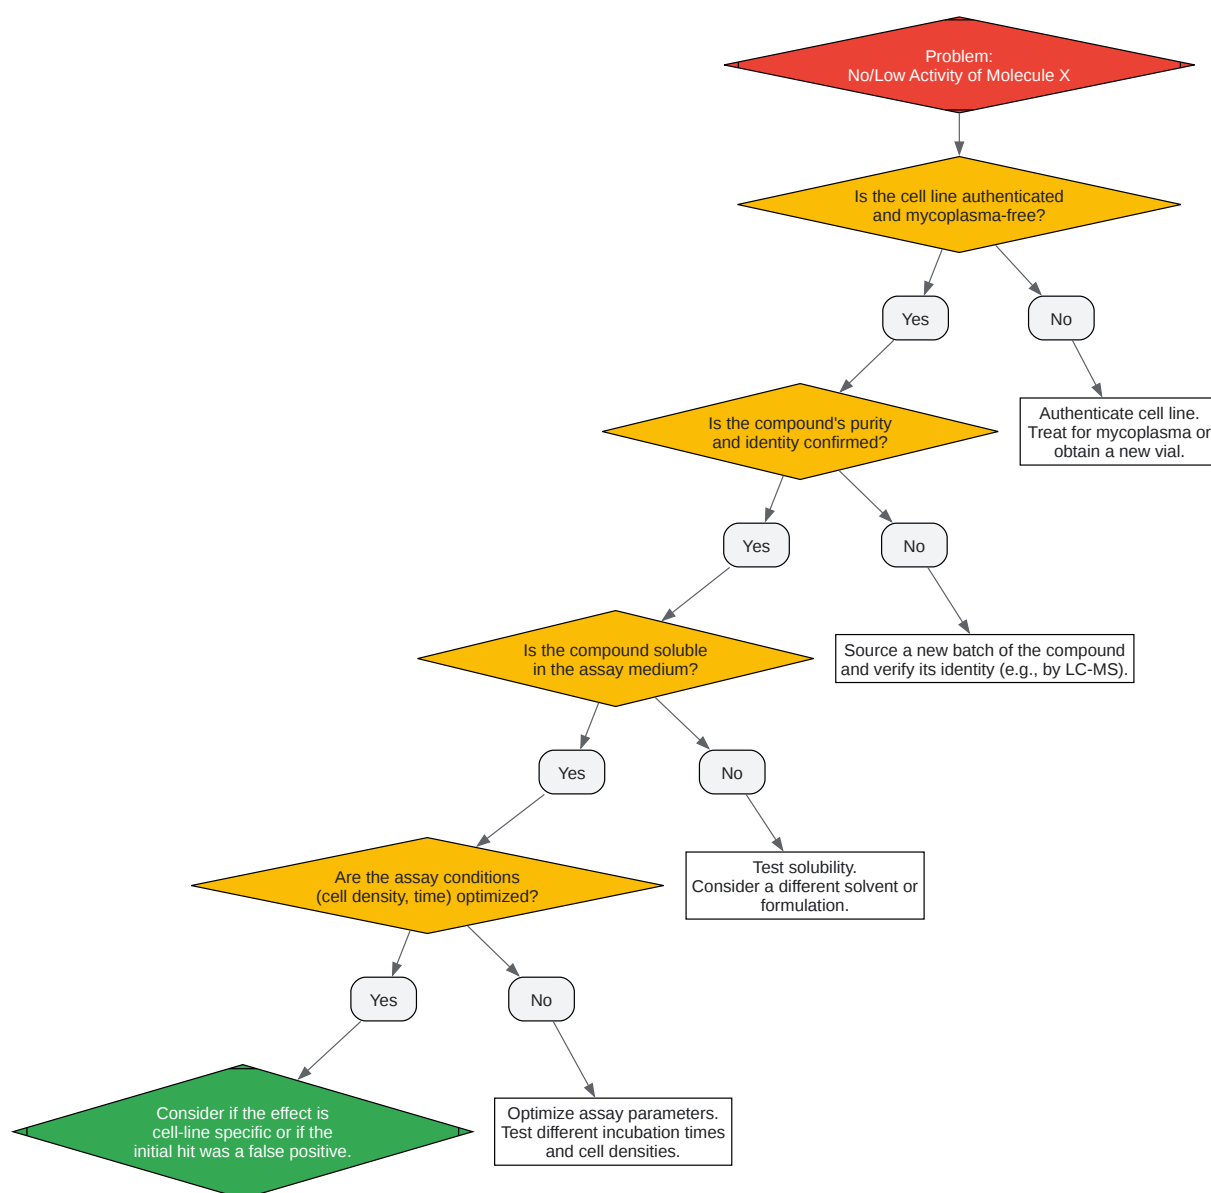 Problem:
No/Low Activity of Molecule X
Is the cell line authenticated
and mycoplasma-free?
Yes
No
Is the compound's purity
and identity confirmed?
Authenticate cell line.
Treat for mycoplasma or
obtain a new vial.
Yes
No
Is the compound soluble
in the assay medium?
Source a new batch of the compound
and verify its identity (e.g., by LC-MS).
Yes
No
Are the assay conditions
(cell density, time) optimized?
Test solubility.
Consider a different solvent or
formulation.
Yes
No
Consider if the effect is
cell-line specific or if the
initial hit was a false positive.
Optimize assay parameters.
Test different incubation times
and cell densities.